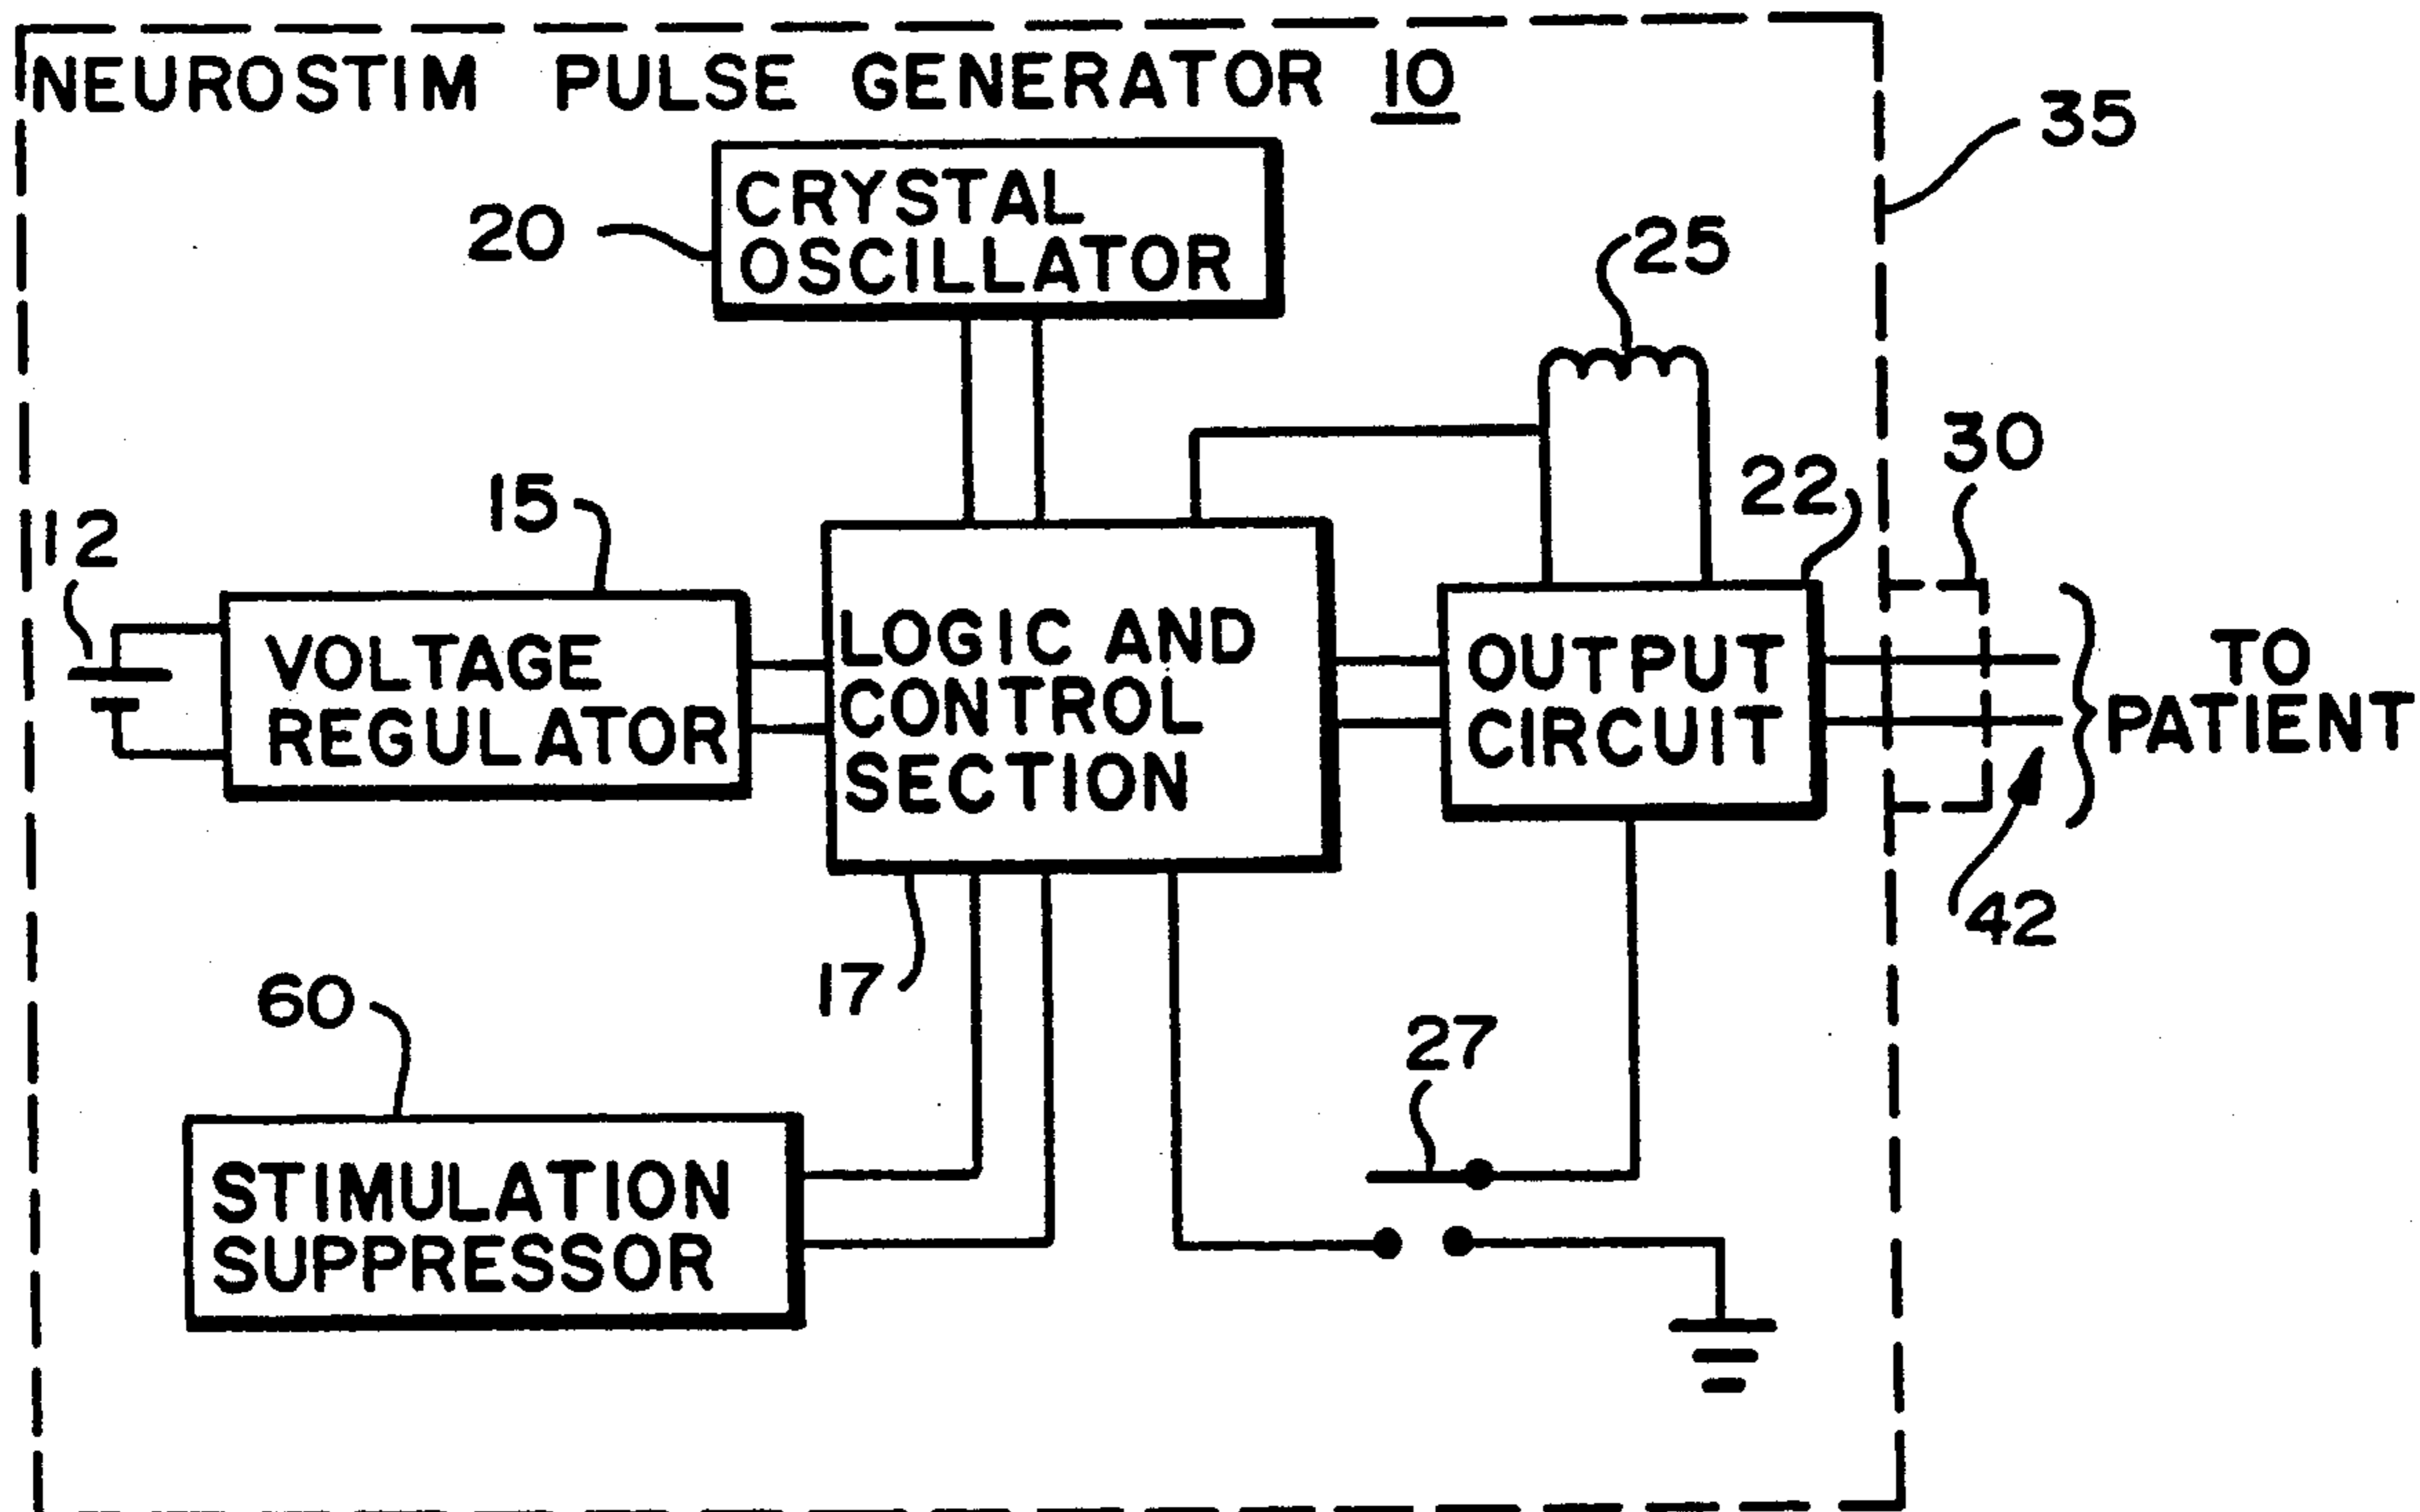 NEUROSTIM PULSE GENERATOR 10
35
CRYSTAL
OSCILLATOR
20
25
30
22
15
12
VOLTAGE
REGULATOR
LOGIC AND
CONTROL
SECTION
OUTPUT
CIRCUIT
TO
PATIENT
42
17
60
27
STIMULATION
SUPPRESSOR